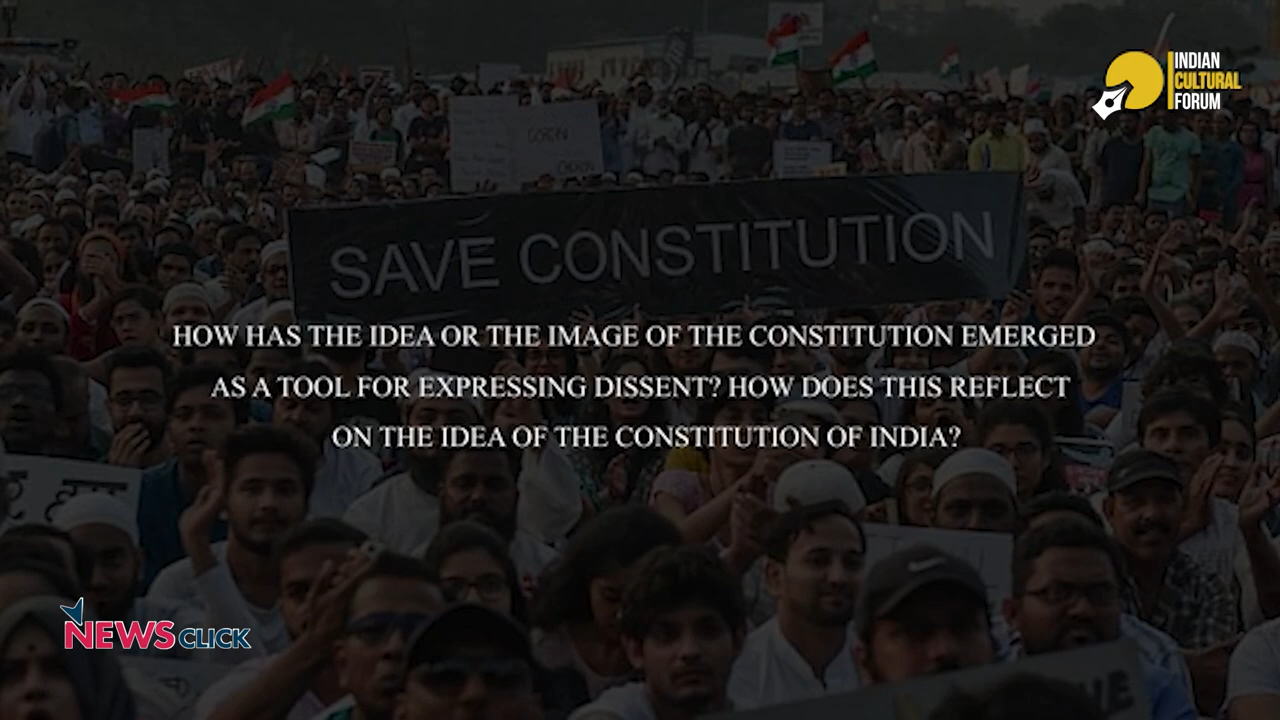 INDIAN
CULTURAL
FORUM
SAVE CONSTITUTION
HOW HAS THE IDEA OR THE IMAGE OF THE CONSTITUTION EMERGED
AS A TOOL FOR EXPRESSING DISSENT? HOW DOES THIS REFLECT
ON THE IDEA OF THE CONSTITUTION OF INDIA?
NEWSCLICK